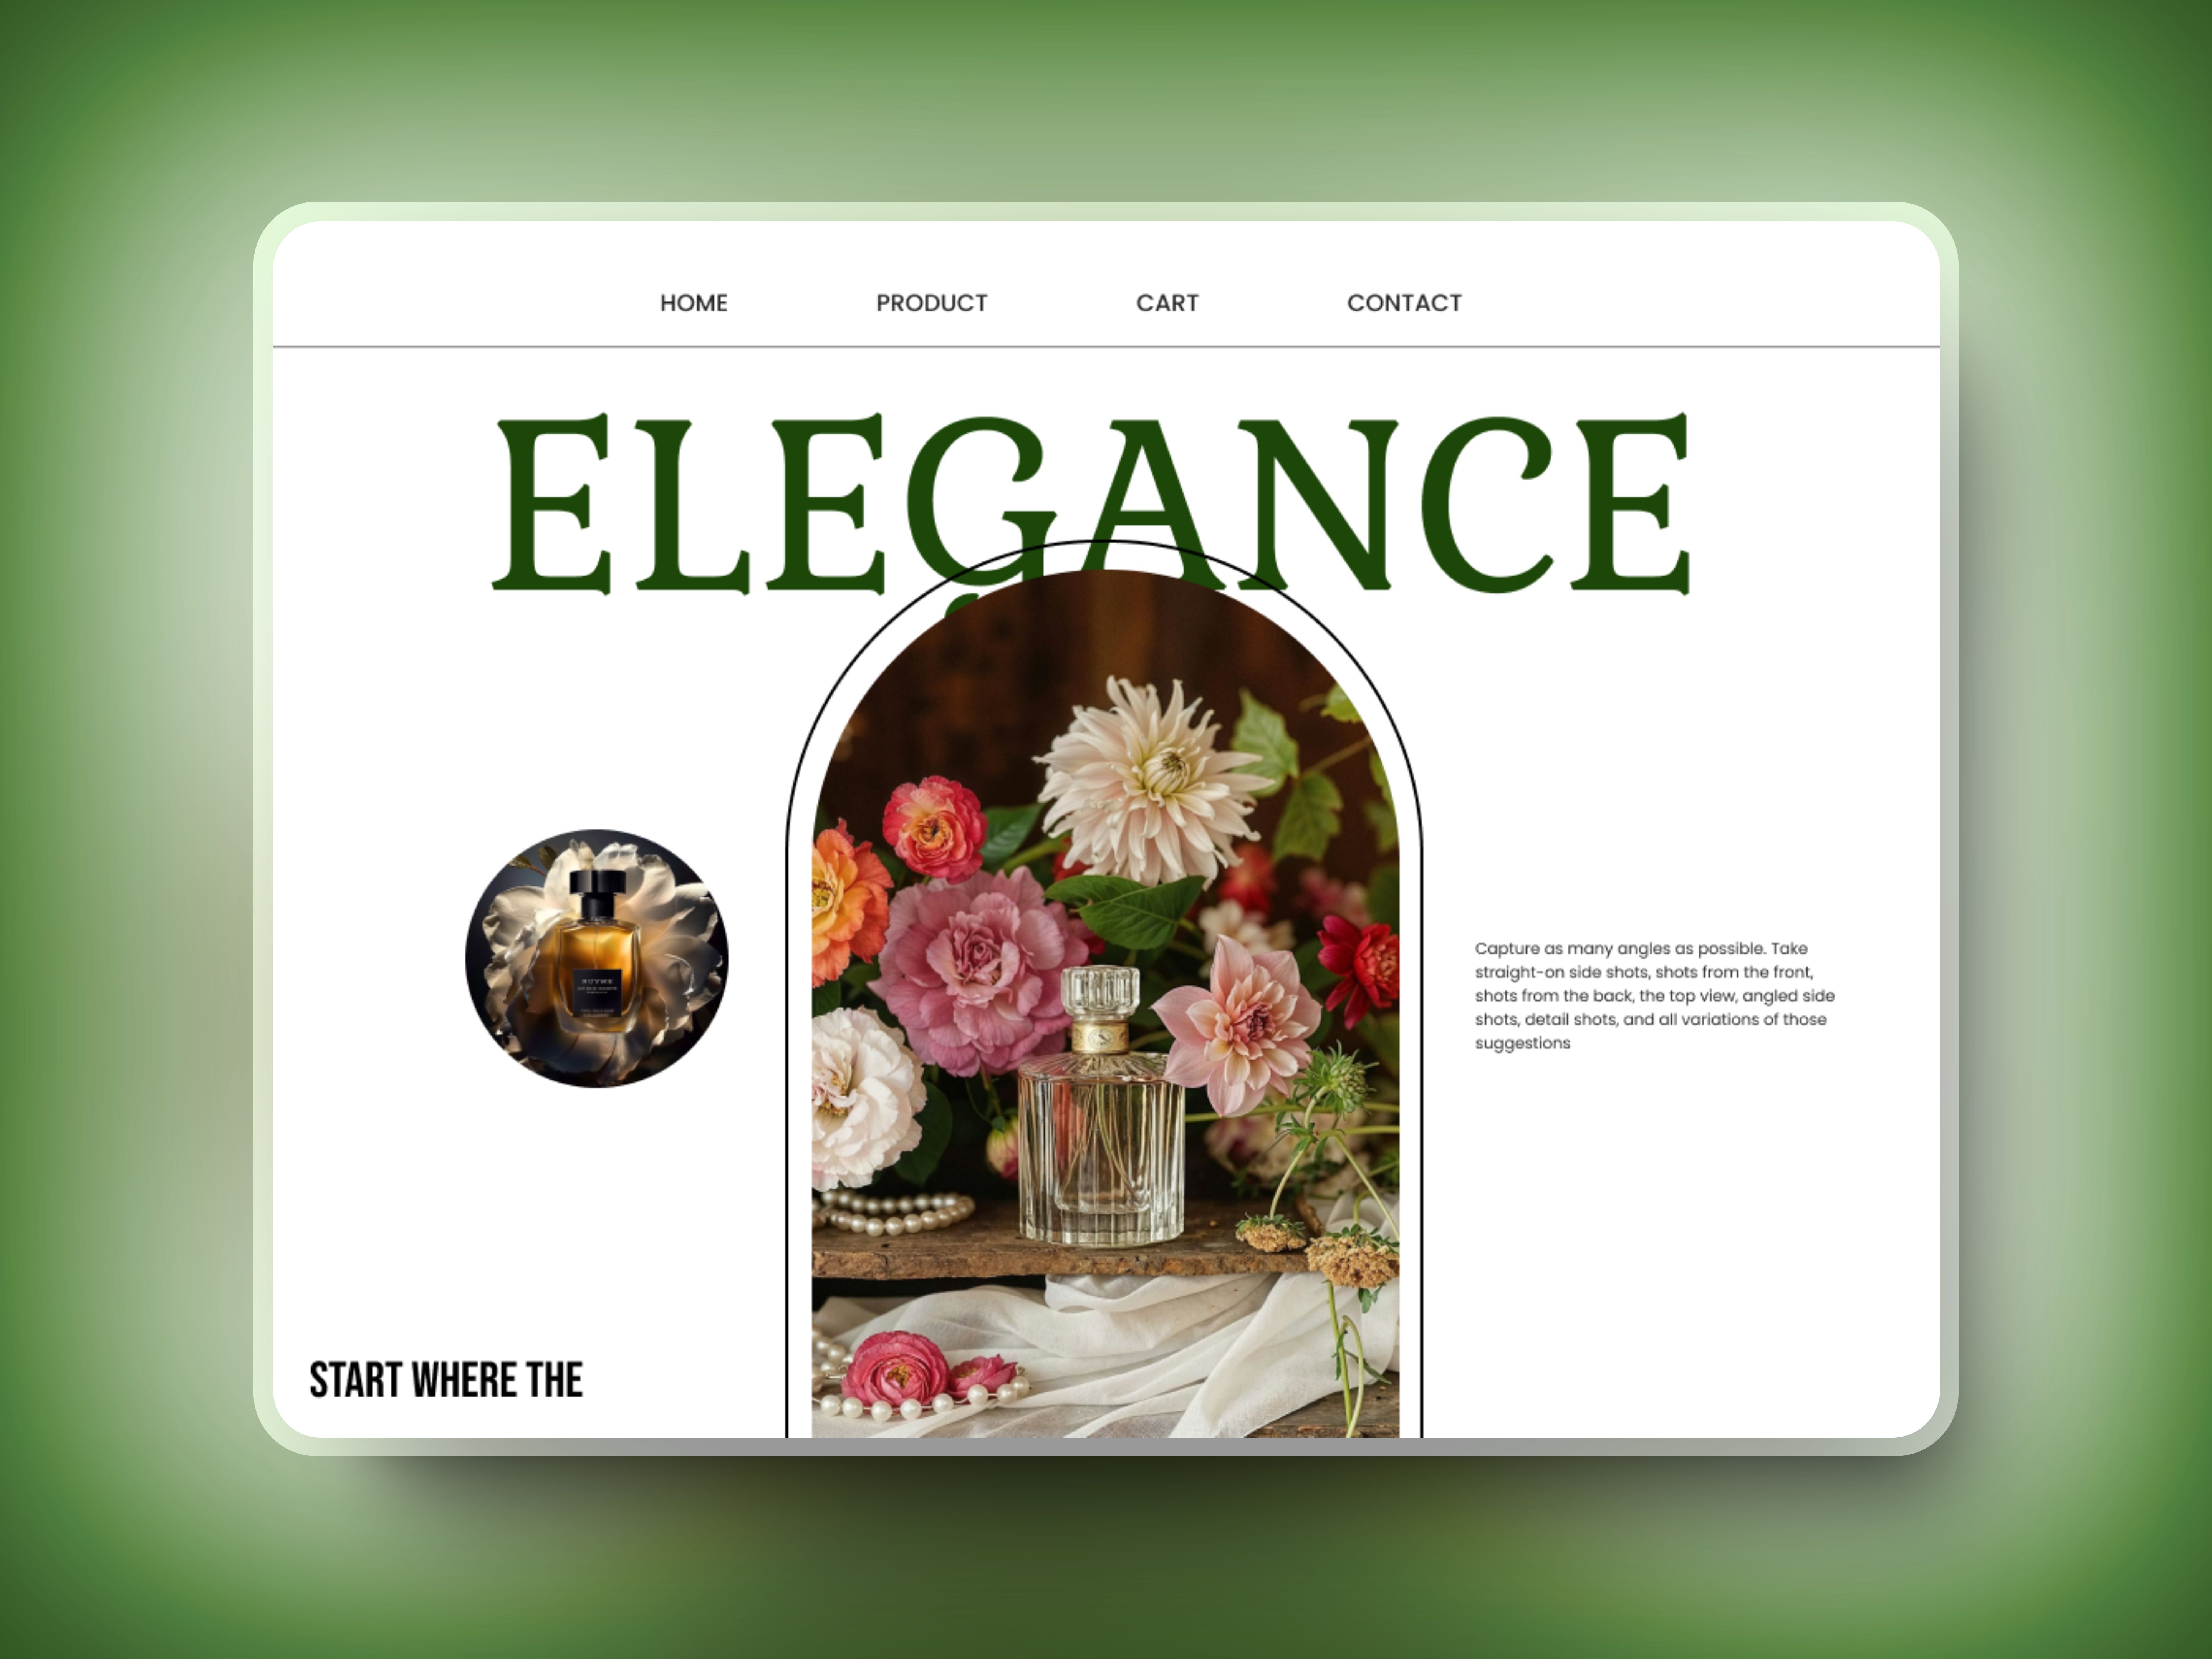 HOME PRODUCT CART CONTACT
ELEGANCE
Capture as many angles as possible. Take
straight-on side shots, shots from the front,
shots from the back, the top view, angled side
shots, detail shots, and all variations of those
suggestions
START WHERE THE